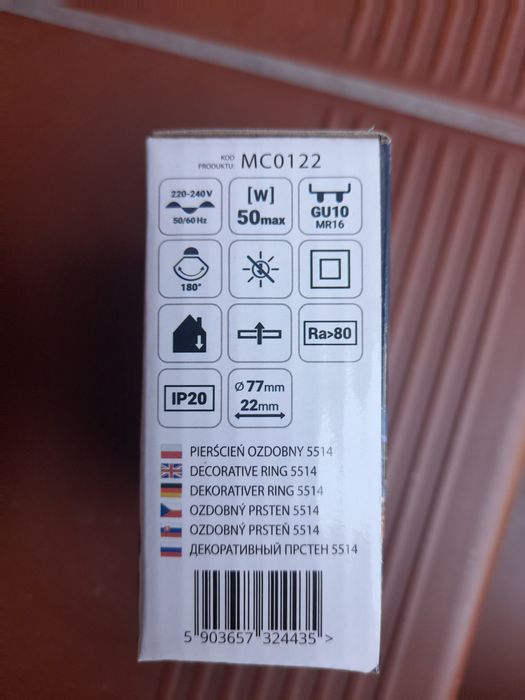 KOD
PRODUKTU: MC0122
220-240V
50/60 Hz
[W]
50max
GU10
MR16
180°
Ra>80
IP20
Ø 77mm
22mm
PIERŚCIEŃ OZDOBNY 5514
DECORATIVE RING 5514
DEKORATIVER RING 5514
OZDOBNÝ PRSTEN 5514
OZDOBNÝ PRSTEŇ 5514
ДЕКОРАТИВНЫЙ ПРСТЕН 5514
5 903657 324435 >